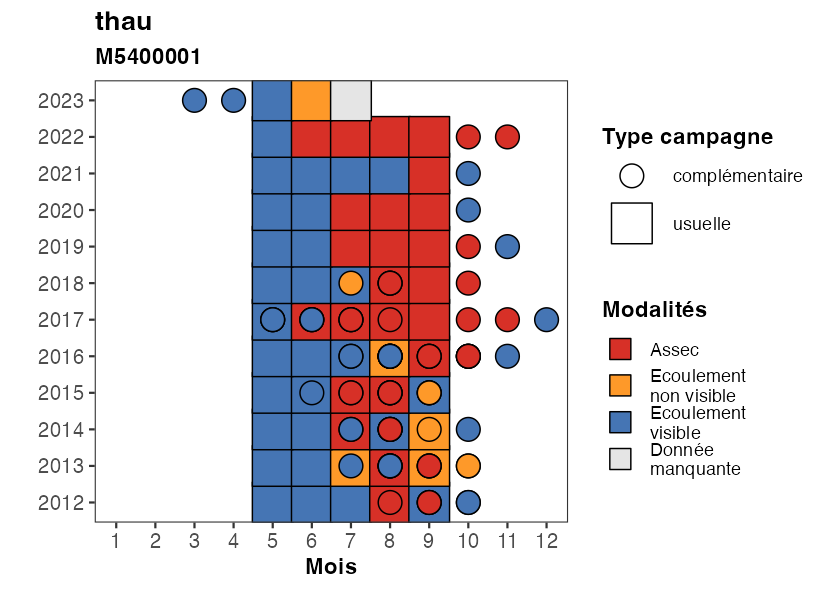 thau
M5400001
2023
2022
2021
2020
2019
2018
2017
2016
2015
2014
2013
2012
1 2 3 4 5 6 7 8 9 10 11 12
Mois
Type campagne
complémentaire
usuelle
Modalités
Assec
Ecoulement
non visible
Ecoulement
visible
Donnée
manquante